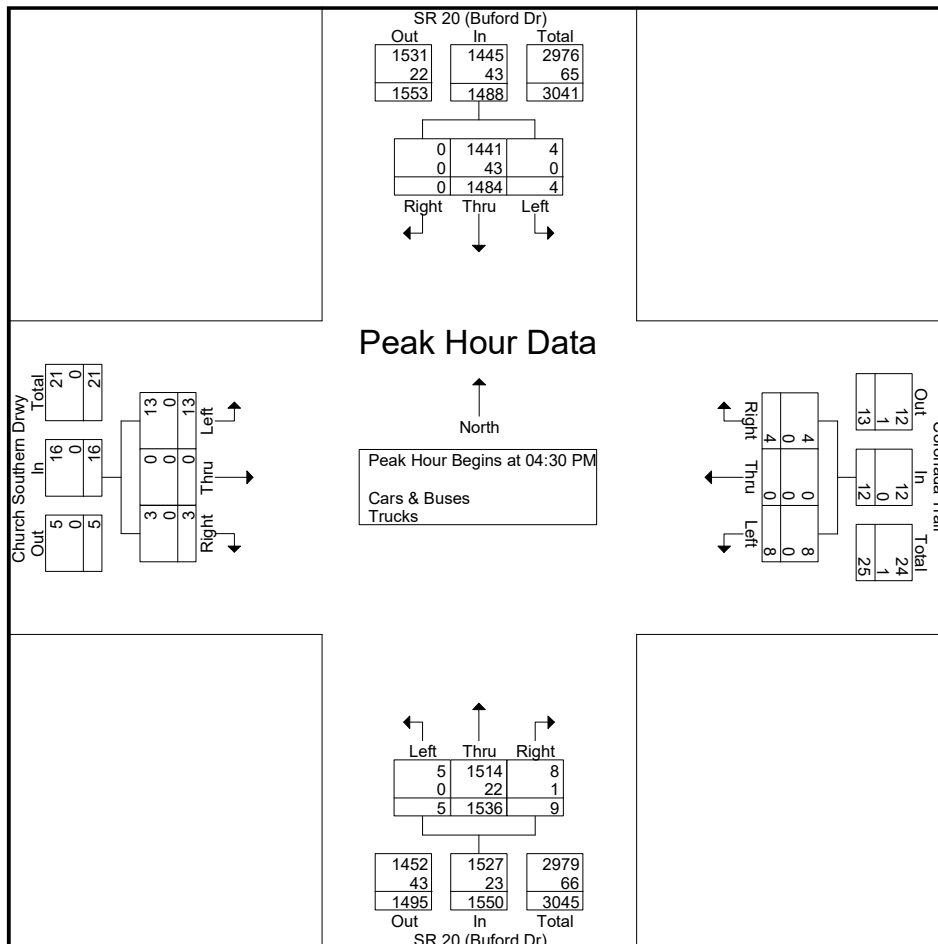 SR 20 (Buford Dr)
Out In Total
1531 1445 2976
22 43 65
1553 1488 3041
0 1441 4
0 43 0
0 1484 4
Right Thru Left
Peak Hour Data
North
Peak Hour Begins at 04:30 PM
Cars & Buses
Trucks
Church Southern Drwy
Out In Total
5 16 21
0 0 0
5 16 21
13 0 3
0 0 0
13 0 3
Left Thru Right
Out In Total
12 12 24
1 0 1
13 12 25
4 0 8
0 0 0
4 0 8
Right Thru Left
Left Thru Right
5 1514 8
0 22 1
5 1536 9
1452 1527 2979
43 23 66
1495 1550 3045
Out In Total
SR 20 (Buford Dr)